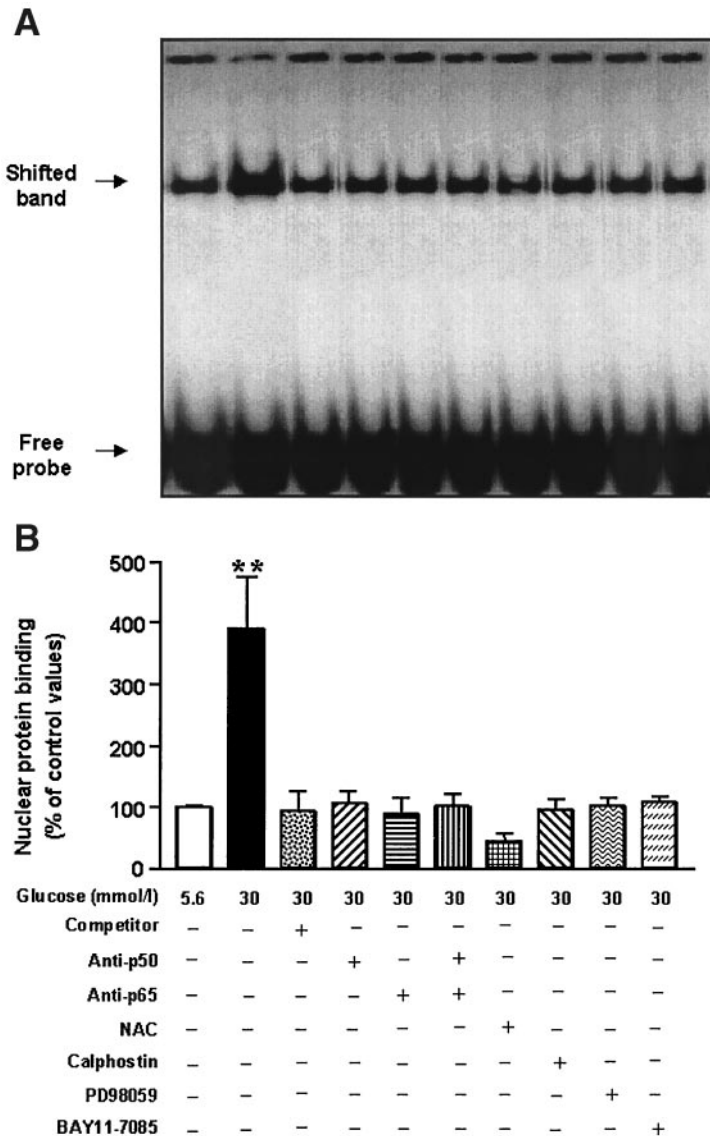 A
Shifted
band
Free
probe
B
Nuclear protein binding
(% of control values)
500
400
300
200
100
0
**
Glucose (mmol/l) 5.6 30 30 30 30 30 30 30 30 30
Competitor – – + – – – – – – –
Anti-p50 – – – + – + – – – –
Anti-p65 – – – – + + – – – –
NAC – – – – – – + – – –
Calphostin – – – – – – – + – –
PD98059 – – – – – – – – + –
BAY11-7085 – – – – – – – – – +